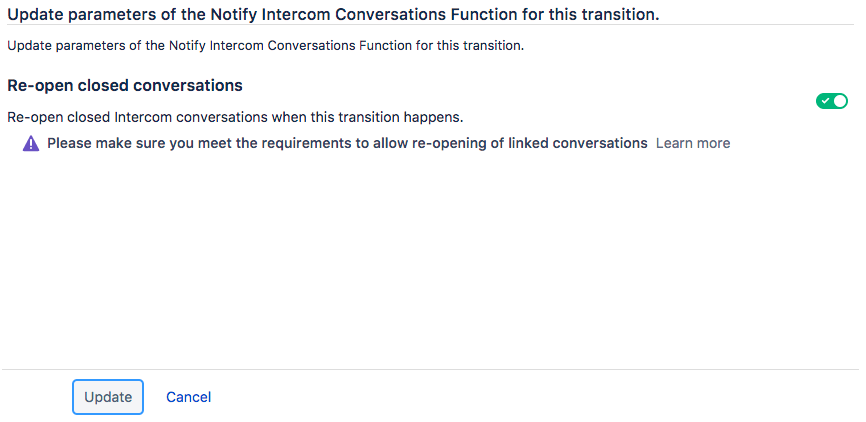 Update parameters of the Notify Intercom Conversations Function for this transition.
Update parameters of the Notify Intercom Conversations Function for this transition.
Re-open closed conversations
Re-open closed Intercom conversations when this transition happens.
Please make sure you meet the requirements to allow re-opening of linked conversations Learn more
Update Cancel